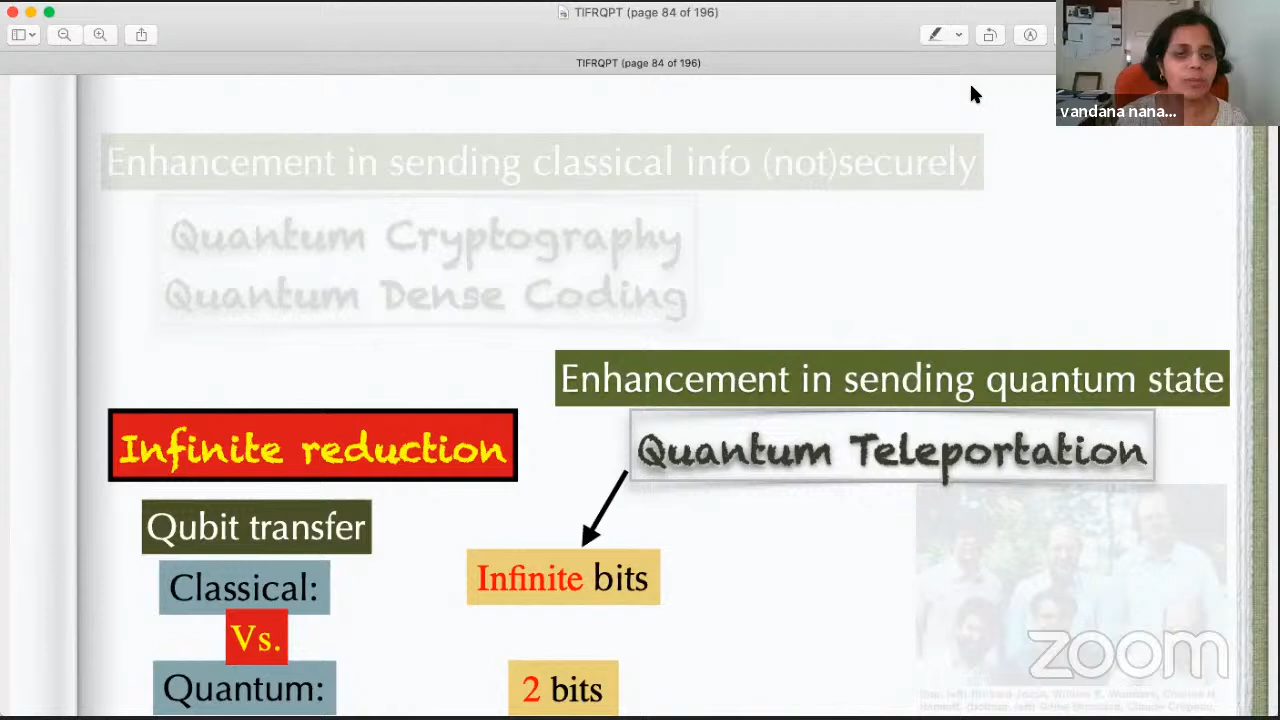 TIFRQPT (page 84 of 196)
TIFRQPT (page 84 of 196)
vandana nana...
Enhancement in sending classical info (not)securely
Quantum Cryptography
Quantum Dense Coding
Enhancement in sending quantum state
Infinite reduction
Quantum Teleportation
Qubit transfer
Classical:
Infinite bits
Vs.
Quantum:
2 bits
zoom